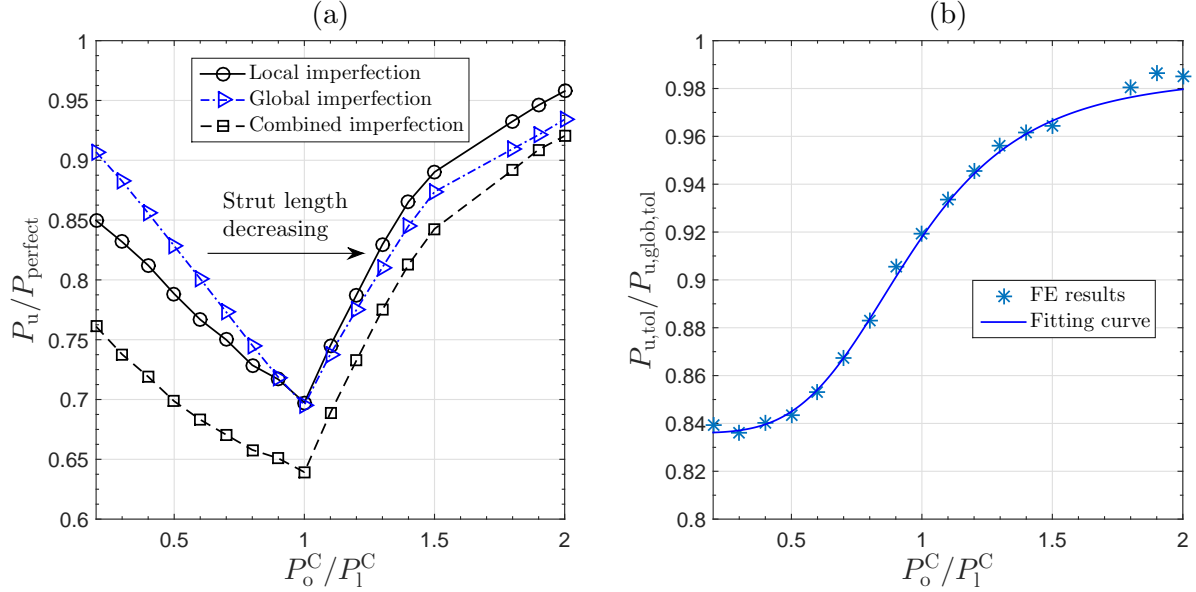 (a)
1
0.95
0.9
0.85
0.8
0.75
0.7
0.65
0.6
P_u/P_perfect
Local imperfection
Global imperfection
Combined imperfection
Strut length
decreasing
0.5
1
1.5
2
P_o^C/P_l^C
(b)
1
0.98
0.96
0.94
0.92
0.9
0.88
0.86
0.84
0.82
0.8
P_u,tol/P_u,glob,tol
FE results
Fitting curve
0.5
1
1.5
2
P_o^C/P_l^C